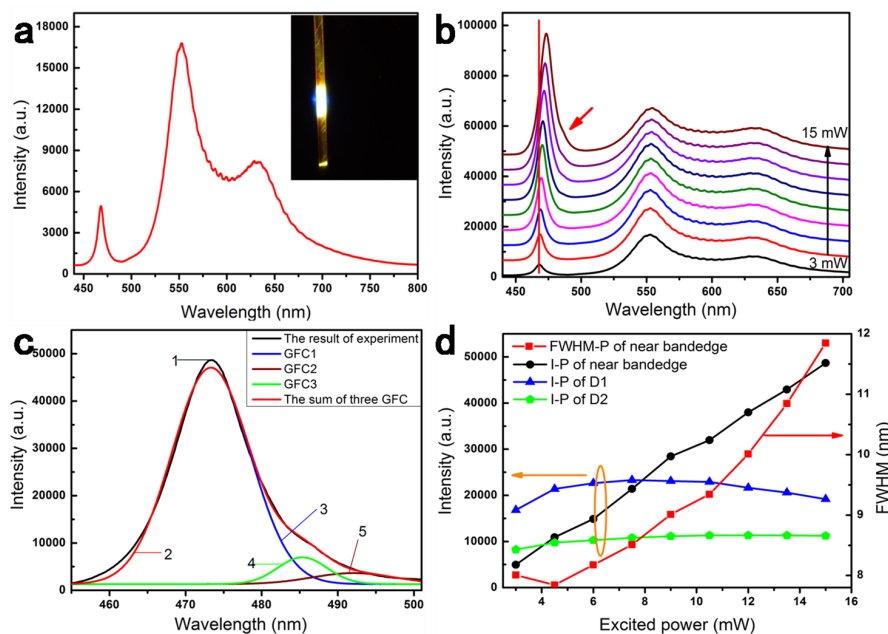 a
18000
15000
12000
9000
6000
3000
0
Intensity (a.u.)
450
500
550
600
650
700
750
800
Wavelength (nm)
b
100000
80000
60000
40000
20000
0
Intensity (a.u.)
15 mW
3 mW
450
500
550
600
650
700
Wavelength (nm)
c
50000
40000
30000
20000
10000
0
Intensity (a.u.)
The result of experiment
GFC1
GFC2
GFC3
The sum of three GFC
1
2
3
4
5
460
470
480
490
500
Wavelength (nm)
d
FWHM-P of near bandedge
I-P of near bandedge
I-P of D1
I-P of D2
50000
40000
30000
20000
10000
0
Intensity (a.u.)
12
11
10
9
8
FWHM (nm)
4
6
8
10
12
14
16
Excited power (mW)